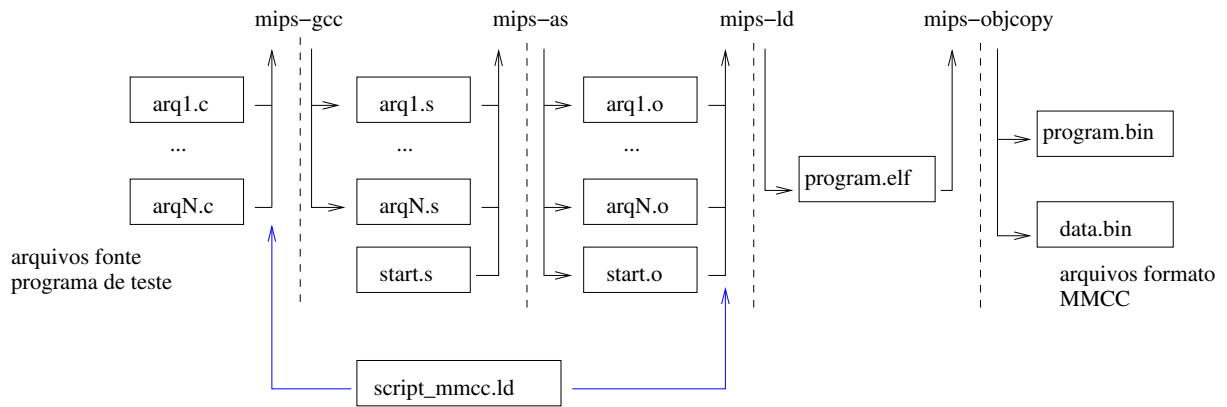 mips-gcc
mips-as
mips-ld
mips-objcopy
arq1.c
arq1.s
arq1.o
program.bin
...
...
...
program.elf
arqN.c
arqN.s
arqN.o
data.bin
arquivos fonte
programa de teste
start.s
start.o
arquivos formato
MMCC
script_mmcc.ld